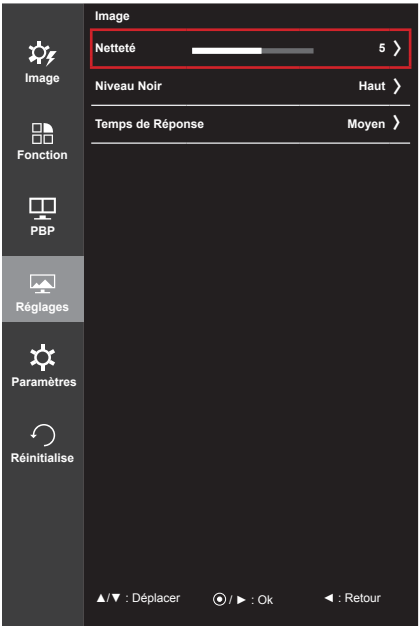 Image
Fonction
PBP
Réglages
Paramètres
Réinitialise
Image
Netteté 5 〉
Niveau Noir Haut 〉
Temps de Réponse Moyen 〉
▲/▼ : Déplacer ⦿ / ► : Ok ◄ : Retour